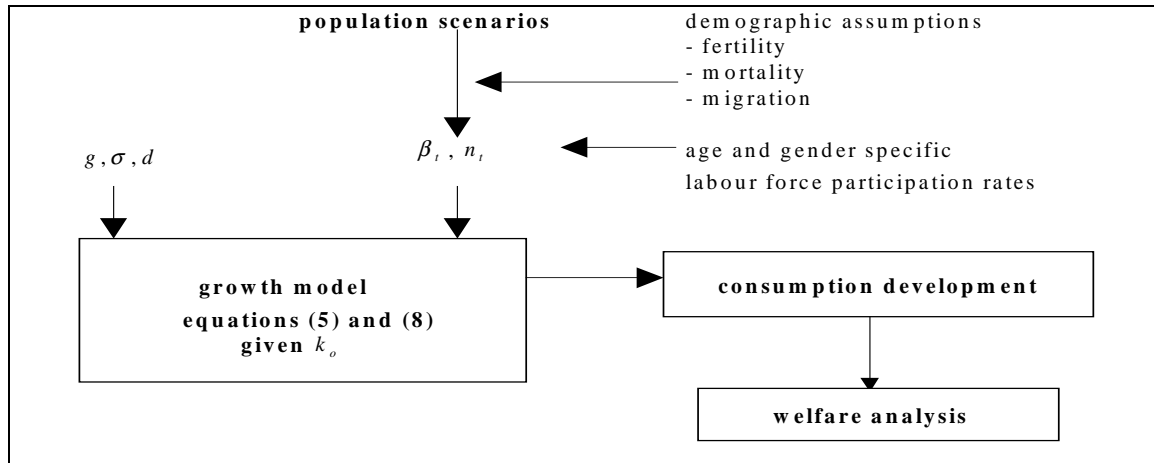 population scenarios
demographic assumptions
- fertility
- mortality
- migration
g , σ , d
β_t , n_t
age and gender specific
labour force participation rates
growth model
equations (5) and (8)
given k_o
consumption development
welfare analysis